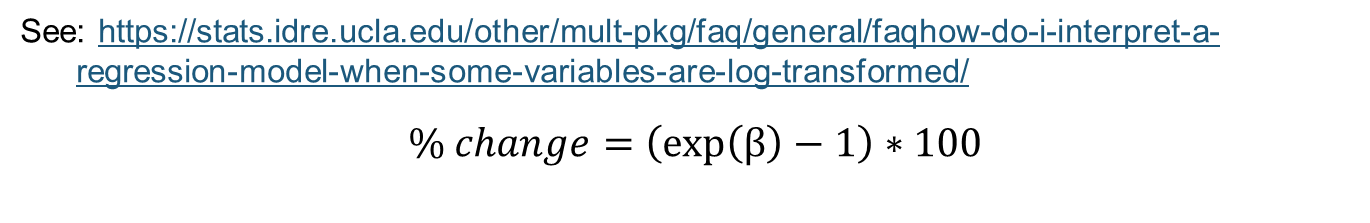 See: https://stats.idre.ucla.edu/other/mult-pkg/faq/general/faqhow-do-i-interpret-a-
regression-model-when-some-variables-are-log-transformed/
% change = (exp(β) − 1) ∗ 100